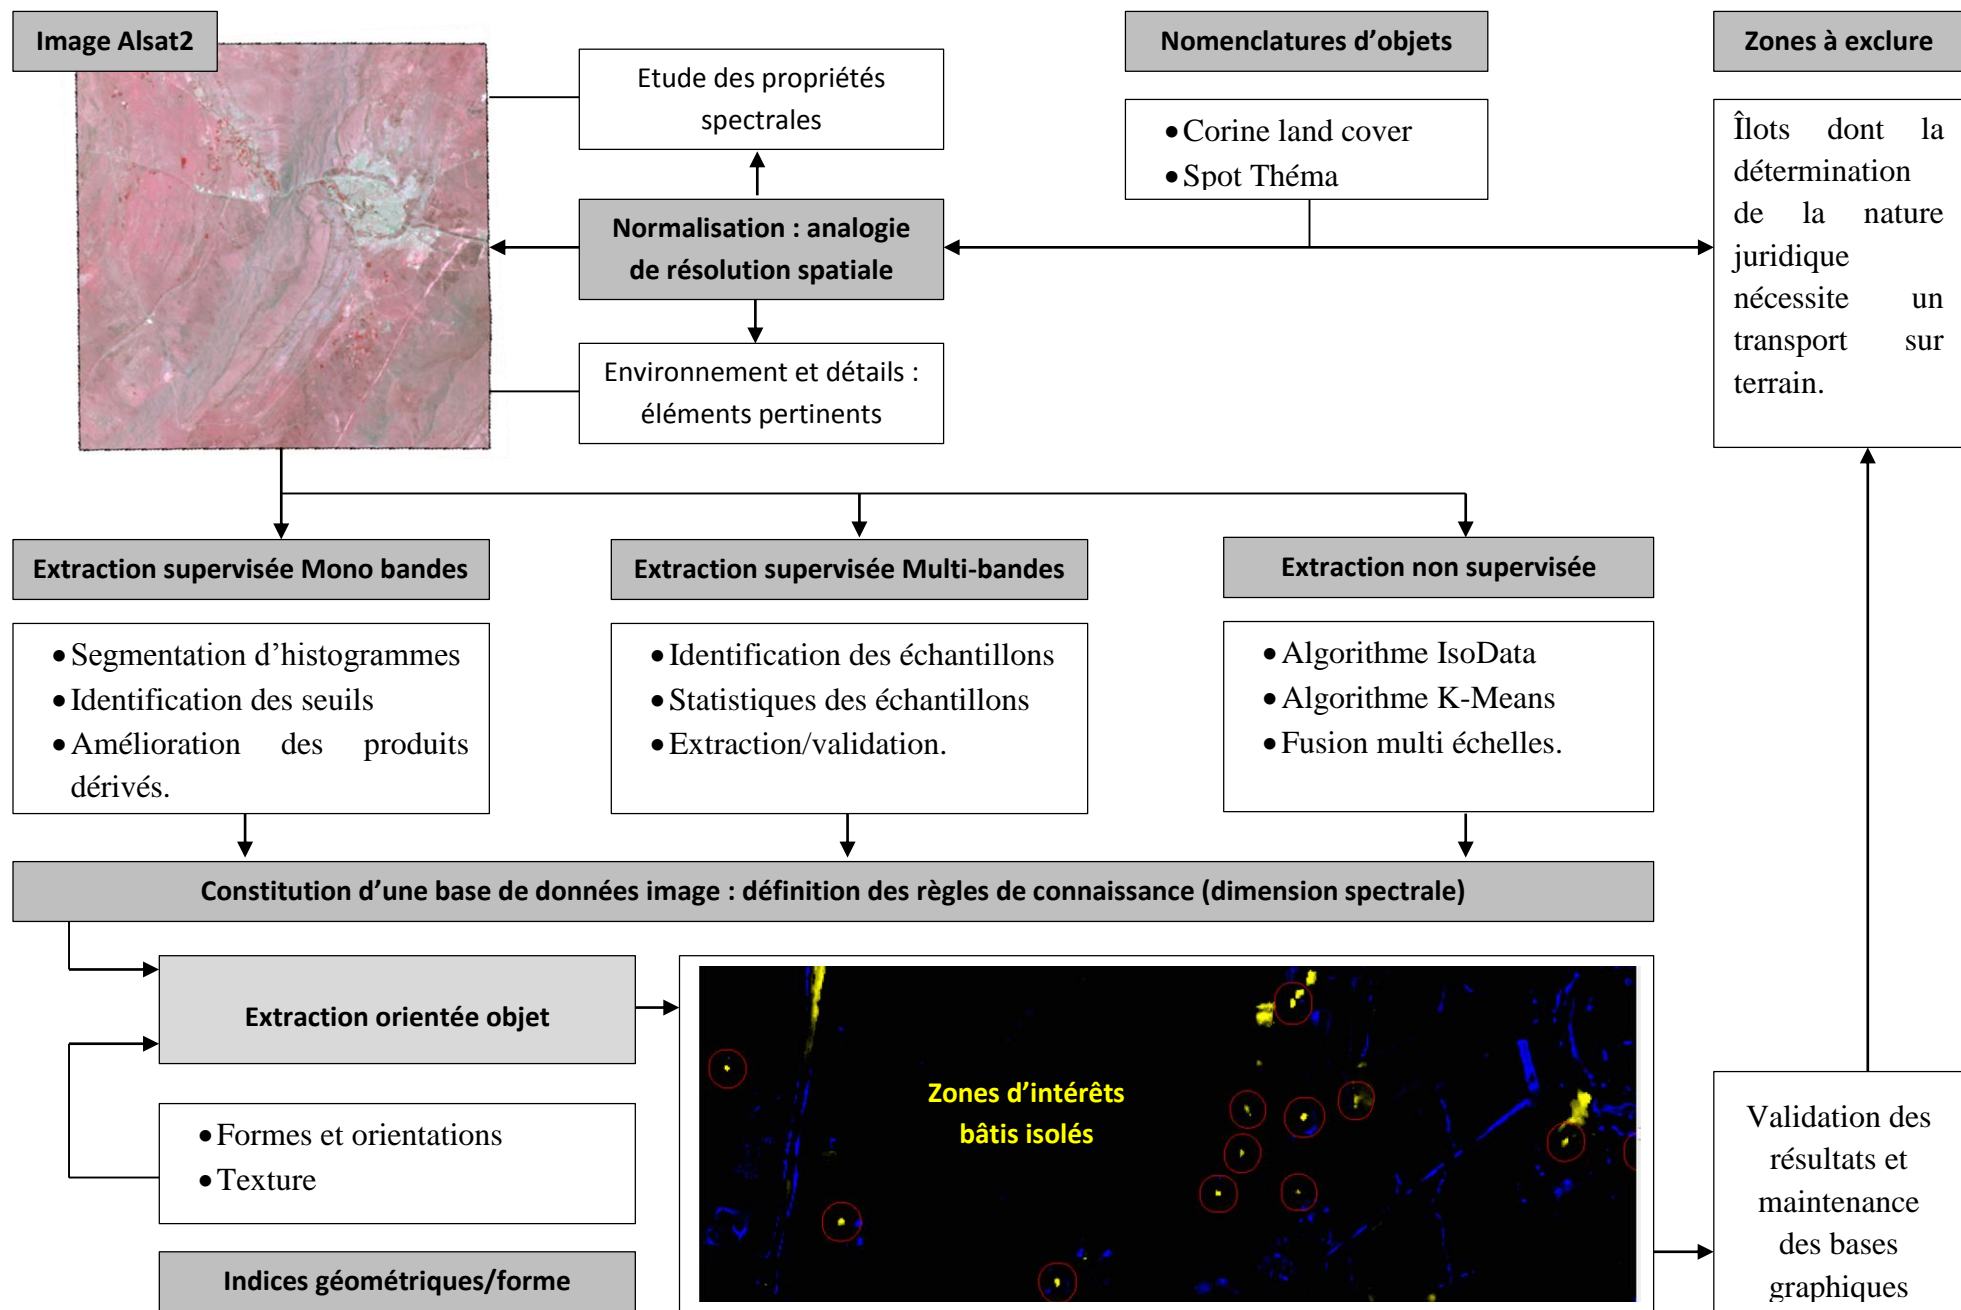 Image Alsat2
Etude des propriétés
spectrales
Normalisation : analogie
de résolution spatiale
Environnement et détails :
éléments pertinents
Nomenclatures d’objets
• Corine land cover
• Spot Théma
Zones à exclure
Îlots dont la
détermination
de la nature
juridique
nécessite un
transport sur
terrain.
Extraction supervisée Mono bandes
• Segmentation d’histogrammes
• Identification des seuils
• Amélioration des produits
dérivés.
Extraction supervisée Multi-bandes
• Identification des échantillons
• Statistiques des échantillons
• Extraction/validation.
Extraction non supervisée
• Algorithme IsoData
• Algorithme K-Means
• Fusion multi échelles.
Constitution d’une base de données image : définition des règles de connaissance (dimension spectrale)
Extraction orientée objet
• Formes et orientations
• Texture
Indices géométriques/forme
Zones d’intérêts
bâtis isolés
Validation des
résultats et
maintenance
des bases
graphiques